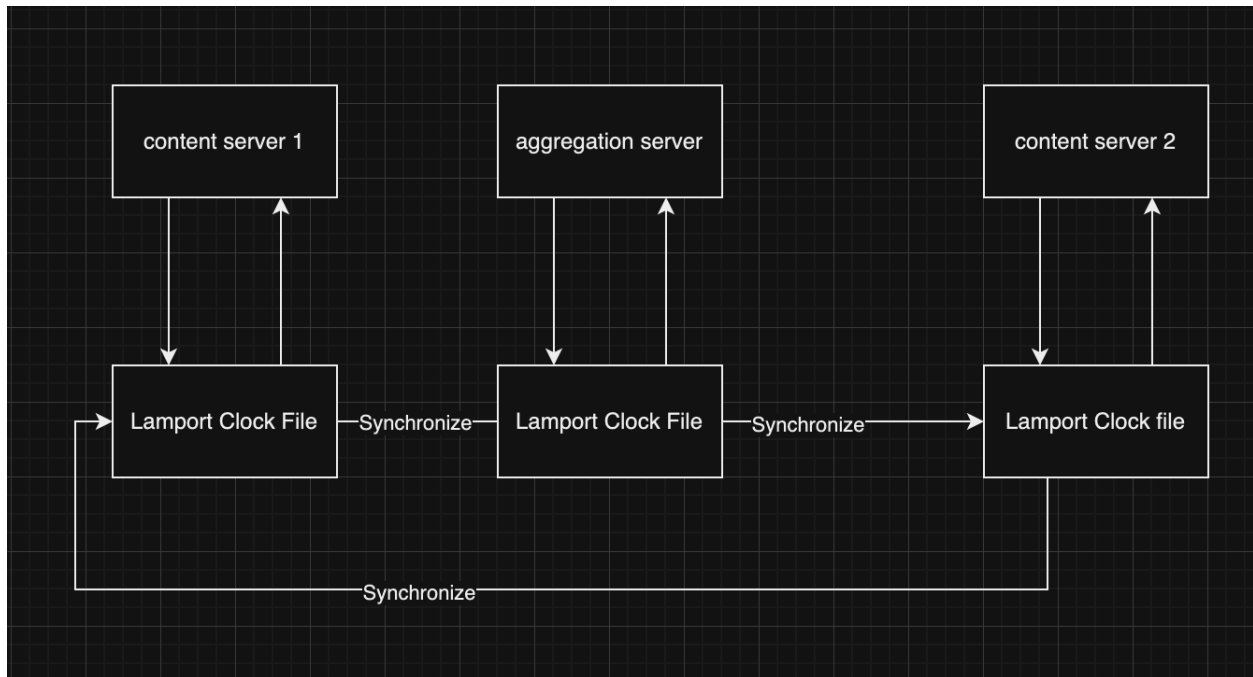 content server 1
aggregation server
content server 2
Lamport Clock File
Synchronize
Lamport Clock File
Synchronize
Lamport Clock file
Synchronize